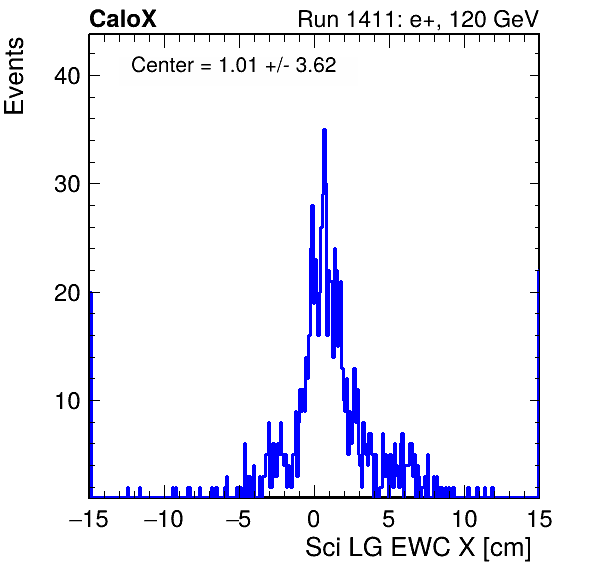 CaloX
Run 1411: e+, 120 GeV
Events
Center = 1.01 +/- 3.62
40
30
20
10
−15 −10 −5 0 5 10 15
Sci LG EWC X [cm]